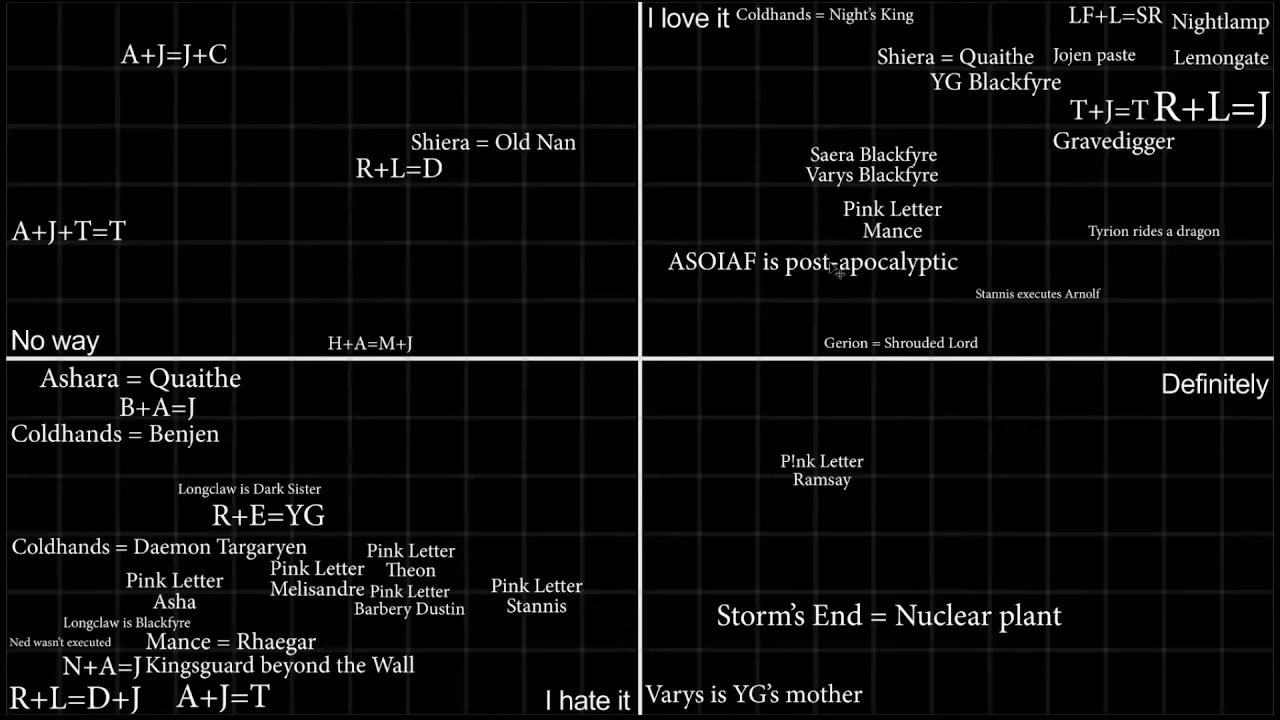 A+J=J+C
Shiera = Old Nan
R+L=D
A+J+T=T
No way
H+A=M+J
I love it
Coldhands = Night's King
LF+L=SR
Nightlamp
Shiera = Quaithe
Jojen paste
Lemongate
YG Blackfyre
T+J=T
R+L=J
Gravedigger
Saera Blackfyre
Varys Blackfyre
Pink Letter
Mance
Tyrion rides a dragon
ASOIAF is post-apocalyptic
Stannis executes Arnolf
Gerion = Shrouded Lord
Ashara = Quaithe
B+A=J
Coldhands = Benjen
Longclaw is Dark Sister
R+E=YG
Coldhands = Daemon Targaryen
Pink Letter
Theon
Pink Letter
Melisandre
Pink Letter
Asha
Pink Letter
Barbery Dustin
Pink Letter
Stannis
Longclaw is Blackfyre
Ned wasn't executed
Mance = Rhaegar
N+A=J
Kingsguard beyond the Wall
R+L=D+J
A+J=T
I hate it
Definitely
P!nk Letter
Ramsay
Storm's End = Nuclear plant
Varys is YG's mother